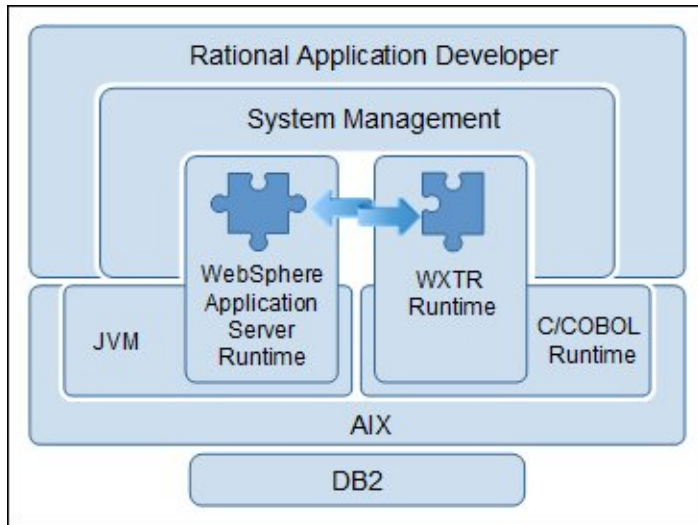 Rational Application Developer
System Management
WebSphere
Application
Server
Runtime
WXTR
Runtime
JVM
C/COBOL
Runtime
AIX
DB2